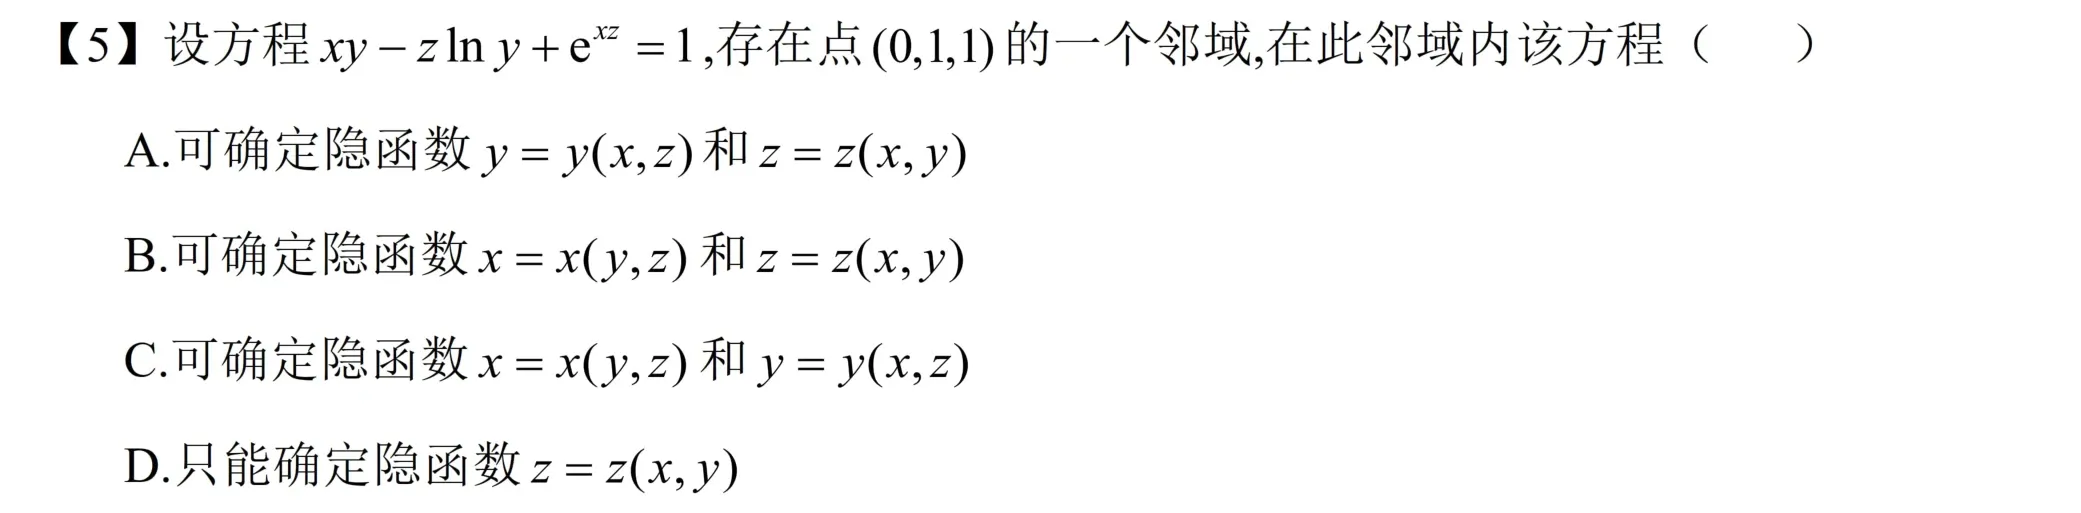 【5】设方程 xy − z ln y + e^{xz} = 1,存在点(0,1,1)的一个邻域,在此邻域内该方程（ ）
A.可确定隐函数 y = y(x,z)和 z = z(x,y)
B.可确定隐函数 x = x(y,z) 和 z = z(x,y)
C.可确定隐函数 x = x(y,z) 和 y = y(x,z)
D.只能确定隐函数 z = z(x,y)